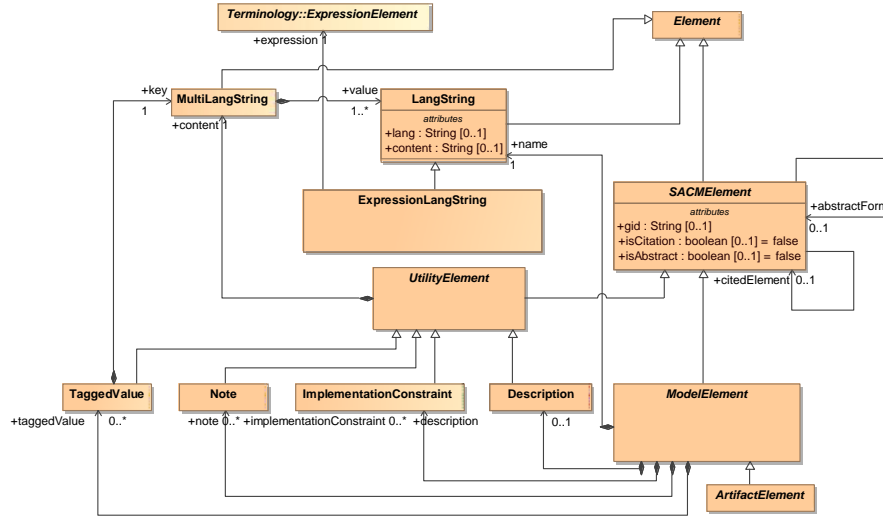 Terminology::ExpressionElement
Element
+expression 1
+key
1
MultiLangString
+value
1..*
LangString
attributes
+lang : String [0..1]
+content : String [0..1]
+content 1
+name
1
ExpressionLangString
SACMElement
attributes
+gid : String [0..1]
+isCitation : boolean [0..1] = false
+isAbstract : boolean [0..1] = false
+abstractForm
0..1
+citedElement 0..1
UtilityElement
TaggedValue
Note
ImplementationConstraint
Description
ModelElement
+taggedValue 0..*
+note 0..*
+implementationConstraint 0..*
+description
0..1
ArtifactElement